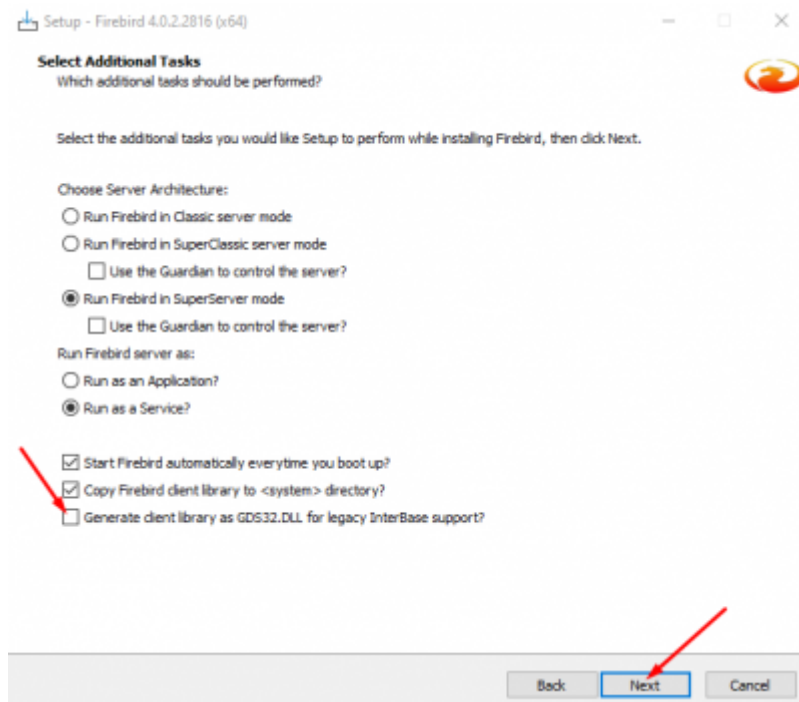 Setup - Firebird 4.0.2.2816 (x64)
Select Additional Tasks
Which additional tasks should be performed?
Select the additional tasks you would like Setup to perform while installing Firebird, then click Next.
Choose Server Architecture:
Run Firebird in Classic server mode
Run Firebird in SuperClassic server mode
Use the Guardian to control the server?
Run Firebird in SuperServer mode
Use the Guardian to control the server?
Run Firebird server as:
Run as an Application?
Run as a Service?
Start Firebird automatically everytime you boot up?
Copy Firebird client library to <system> directory?
Generate client library as GDS32.DLL for legacy InterBase support?
Back Next Cancel